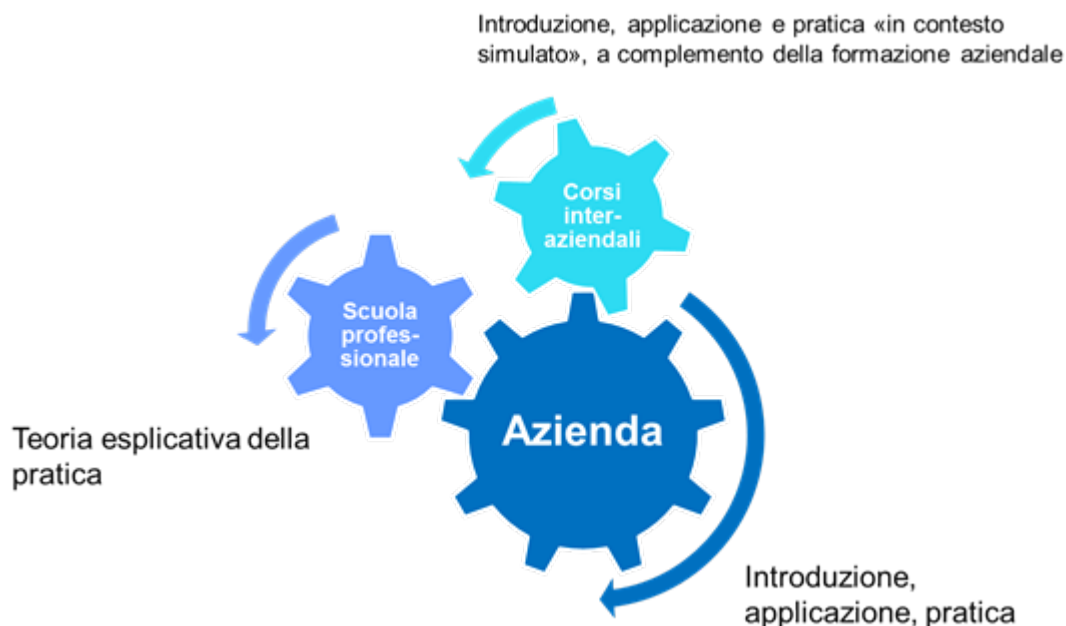 Introduzione, applicazione e pratica «in contesto
simulato», a complemento della formazione aziendale
Corsi
inter-
aziendali
Scuola
profes-
sionale
Azienda
Teoria esplicativa della
pratica
Introduzione,
applicazione, pratica